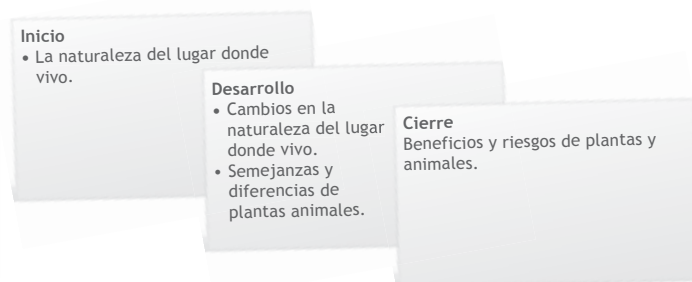 Inicio
• La naturaleza del lugar donde
vivo.
Desarrollo
• Cambios en la
naturaleza del lugar
donde vivo.
• Semejanzas y
diferencias de
plantas animales.
Cierre
Beneficios y riesgos de plantas y
animales.